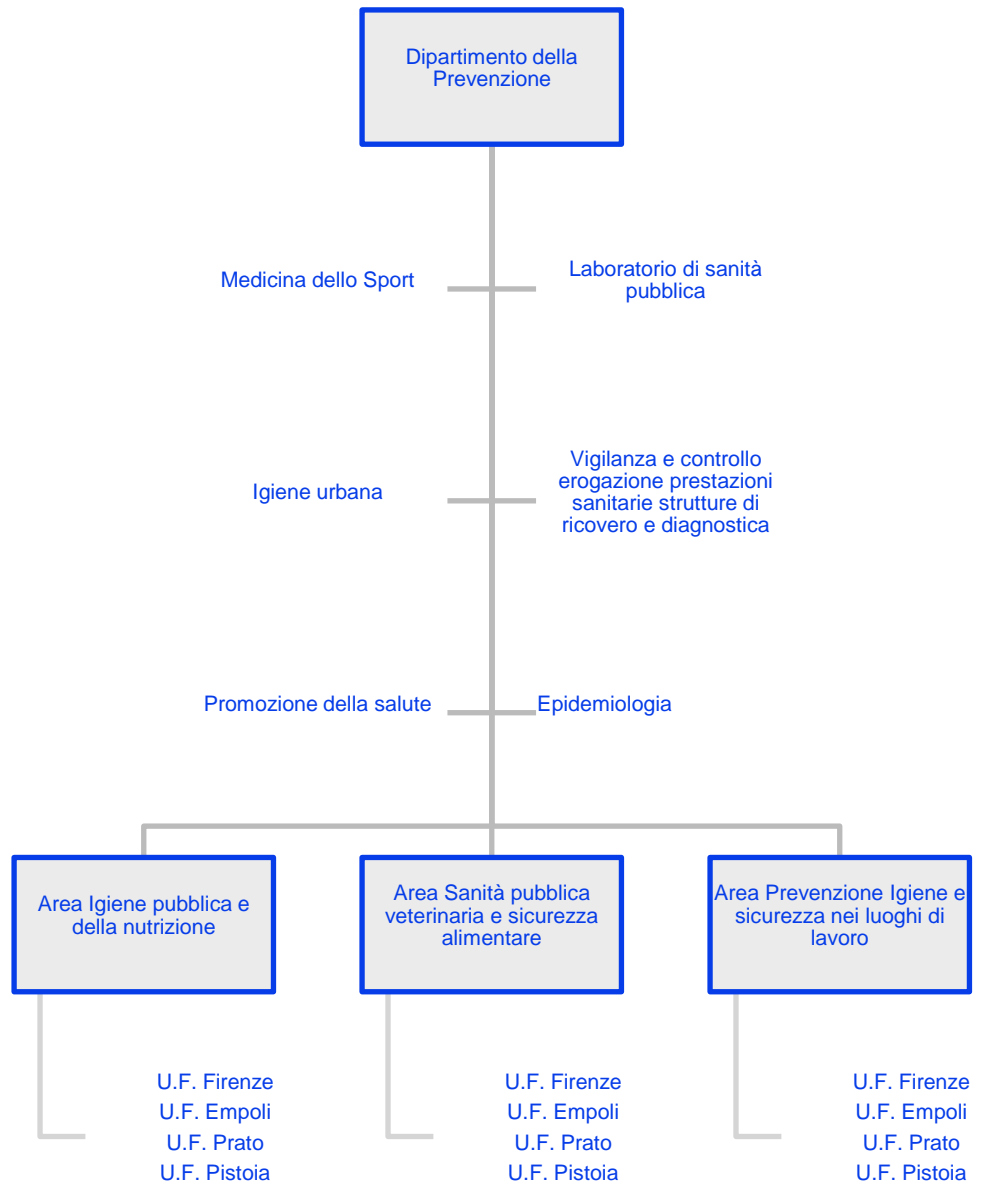 Dipartimento della
Prevenzione
Medicina dello Sport
Laboratorio di sanità
pubblica
Igiene urbana
Vigilanza e controllo
erogazione prestazioni
sanitarie strutture di
ricovero e diagnostica
Promozione della salute
Epidemiologia
Area Igiene pubblica e
della nutrizione
Area Sanità pubblica
veterinaria e sicurezza
alimentare
Area Prevenzione Igiene e
sicurezza nei luoghi di
lavoro
U.F. Firenze
U.F. Empoli
U.F. Prato
U.F. Pistoia
U.F. Firenze
U.F. Empoli
U.F. Prato
U.F. Pistoia
U.F. Firenze
U.F. Empoli
U.F. Prato
U.F. Pistoia